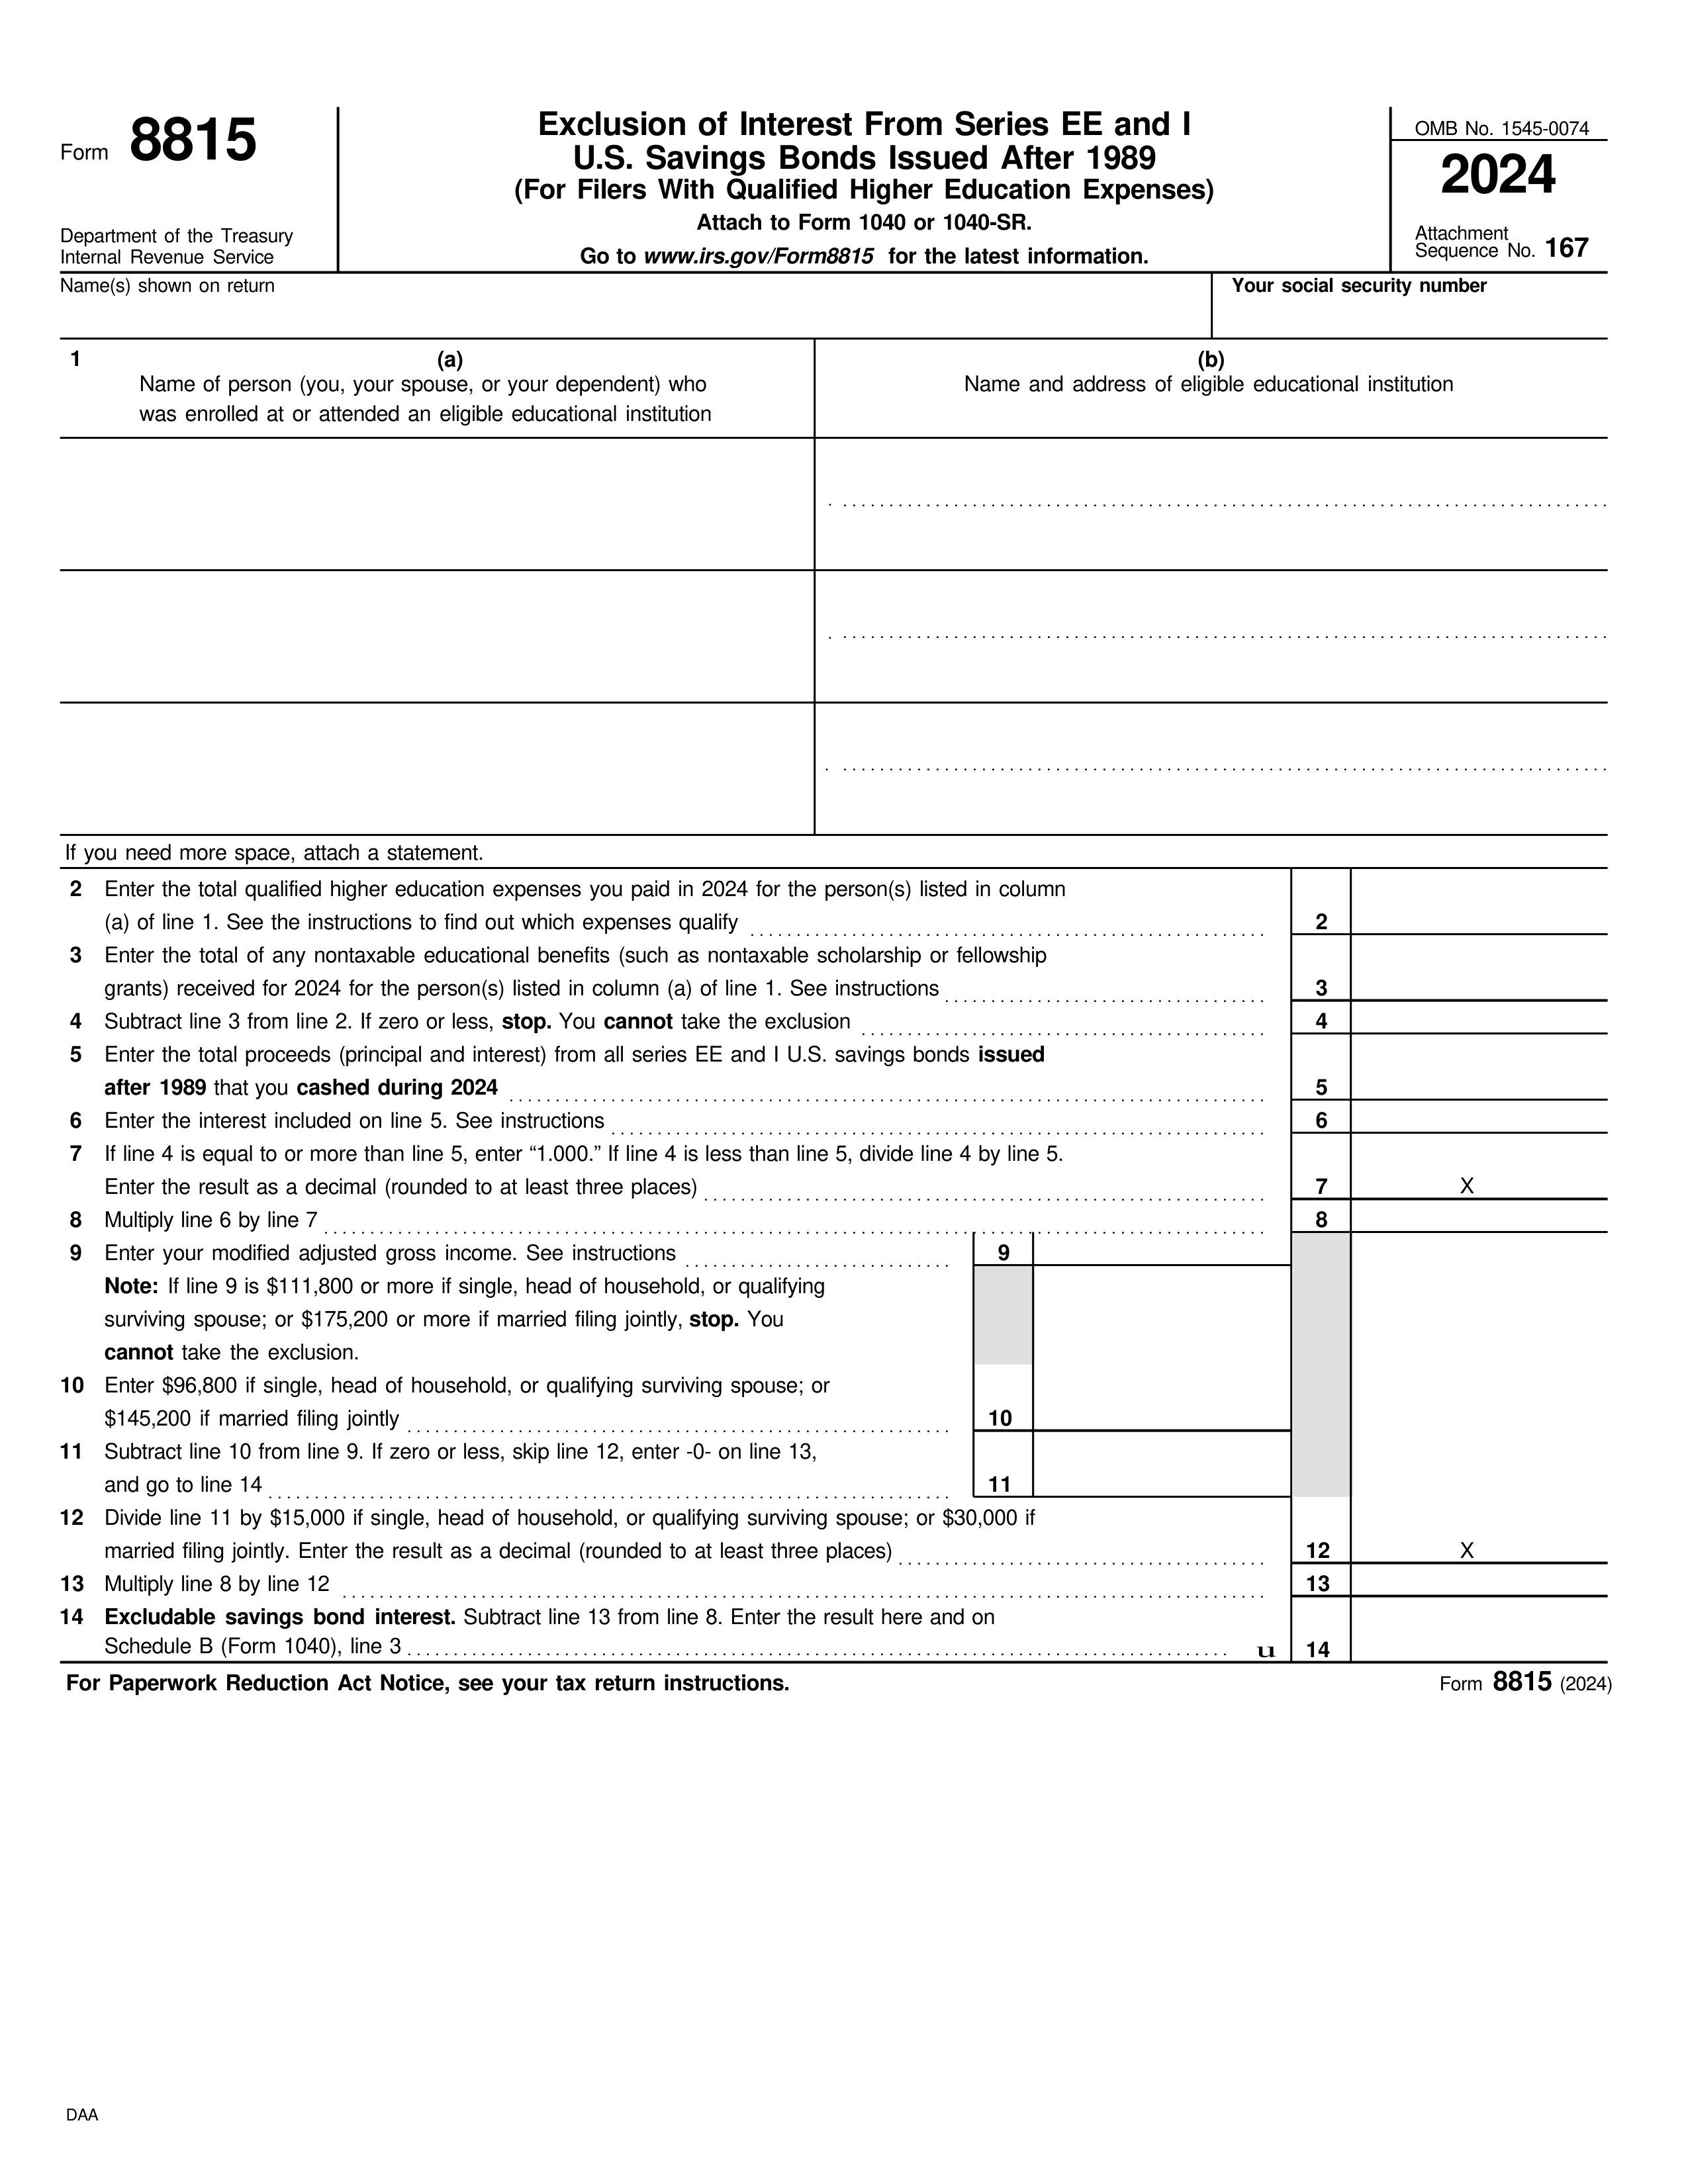 Form 8815
Department of the Treasury
Internal Revenue Service
Exclusion of Interest From Series EE and I
U.S. Savings Bonds Issued After 1989
(For Filers With Qualified Higher Education Expenses)
Attach to Form 1040 or 1040-SR.
Go to www.irs.gov/Form8815 for the latest information.
OMB No. 1545-0074
2024
Attachment
Sequence No. 167
Name(s) shown on return
Your social security number
1
(a)
Name of person (you, your spouse, or your dependent) who
was enrolled at or attended an eligible educational institution
(b)
Name and address of eligible educational institution
If you need more space, attach a statement.
2 Enter the total qualified higher education expenses you paid in 2024 for the person(s) listed in column
(a) of line 1. See the instructions to find out which expenses qualify 2
3 Enter the total of any nontaxable educational benefits (such as nontaxable scholarship or fellowship
grants) received for 2024 for the person(s) listed in column (a) of line 1. See instructions 3
4 Subtract line 3 from line 2. If zero or less, stop. You cannot take the exclusion 4
5 Enter the total proceeds (principal and interest) from all series EE and I U.S. savings bonds issued
after 1989 that you cashed during 2024 5
6 Enter the interest included on line 5. See instructions 6
7 If line 4 is equal to or more than line 5, enter “1.000.” If line 4 is less than line 5, divide line 4 by line 5.
Enter the result as a decimal (rounded to at least three places) 7 X
8 Multiply line 6 by line 7 8
9 Enter your modified adjusted gross income. See instructions 9
Note: If line 9 is $111,800 or more if single, head of household, or qualifying
surviving spouse; or $175,200 or more if married filing jointly, stop. You
cannot take the exclusion.
10 Enter $96,800 if single, head of household, or qualifying surviving spouse; or
$145,200 if married filing jointly 10
11 Subtract line 10 from line 9. If zero or less, skip line 12, enter -0- on line 13,
and go to line 14 11
12 Divide line 11 by $15,000 if single, head of household, or qualifying surviving spouse; or $30,000 if
married filing jointly. Enter the result as a decimal (rounded to at least three places) 12 X
13 Multiply line 8 by line 12 13
14 Excludable savings bond interest. Subtract line 13 from line 8. Enter the result here and on
Schedule B (Form 1040), line 3 u 14
For Paperwork Reduction Act Notice, see your tax return instructions.
Form 8815 (2024)
DAA